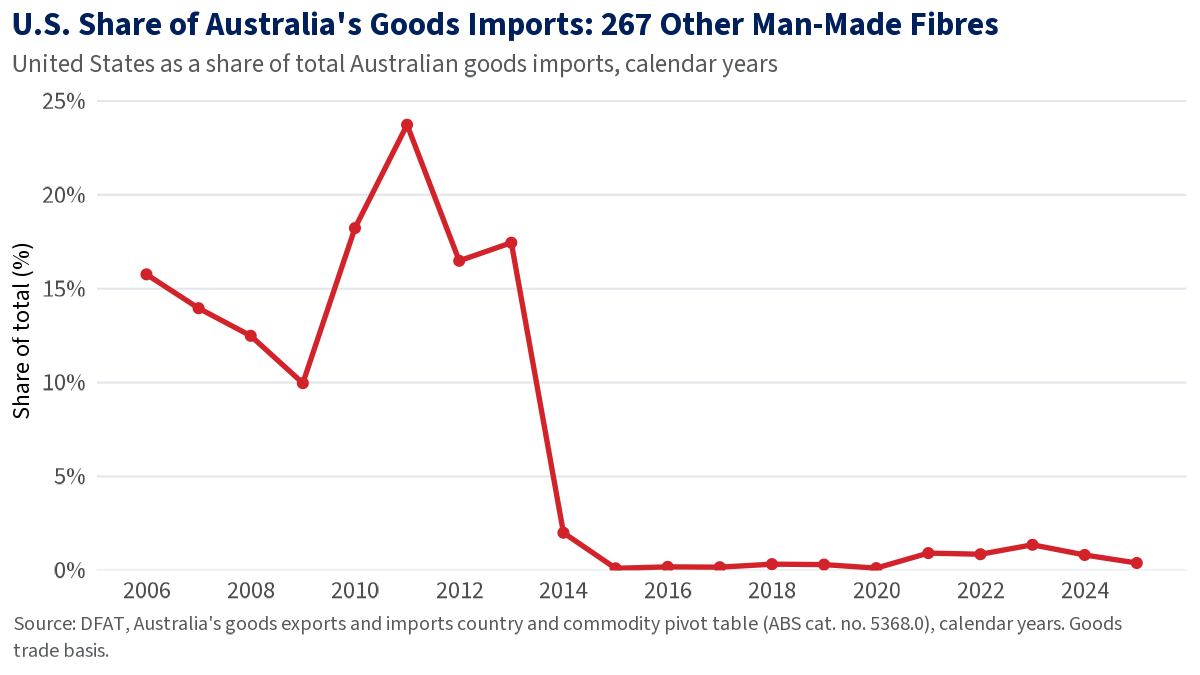 U.S. Share of Australia's Goods Imports: 267 Other Man-Made Fibres
United States as a share of total Australian goods imports, calendar years
Share of total (%)
25%
20%
15%
10%
5%
0%
2006 2008 2010 2012 2014 2016 2018 2020 2022 2024
Source: DFAT, Australia's goods exports and imports country and commodity pivot table (ABS cat. no. 5368.0), calendar years. Goods
trade basis.